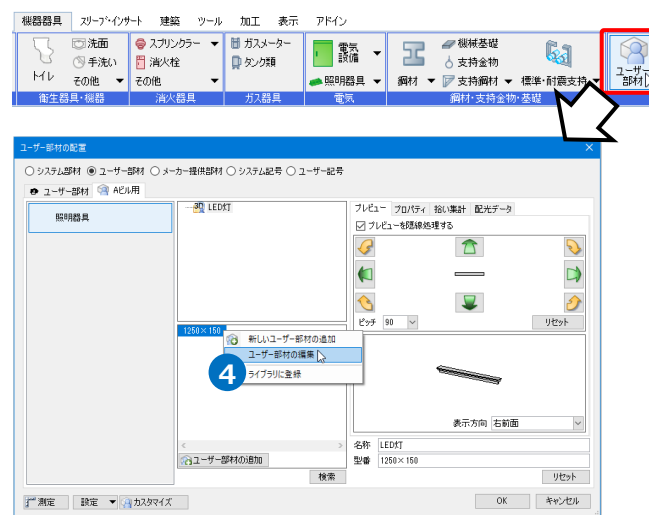 機器器具 スリーブ・インサート 建築 ツール 加工 表示 アドイン
トイレ
洗面
手洗い
その他
衛生器具・機器
スプリンクラー
消火栓
その他
消火器具
ガスメーター
タンク類
ガス器具
電気設備
照明器具
電気
鋼材
機械基礎
支持金物
支持鋼材
標準・耐震支持
鋼材・支持金物・基礎
ユーザー部材
ユーザー部材の配置
システム部材 ユーザー部材 メーカー提供部材 システム記号 ユーザー記号
ユーザー部材 Aビル用
照明器具
3D LED灯
1250×150
新しいユーザー部材の追加
ユーザー部材の編集
ライブラリに登録
4
ユーザー部材の追加
検索
プレビュー プロパティ 拾い集計 配光データ
プレビューを隠線処理する
ピッチ 90 リセット
表示方向 右前面
名称 LED灯
型番 1250×150
リセット
測定 設定 カスタマイズ
OK キャンセル